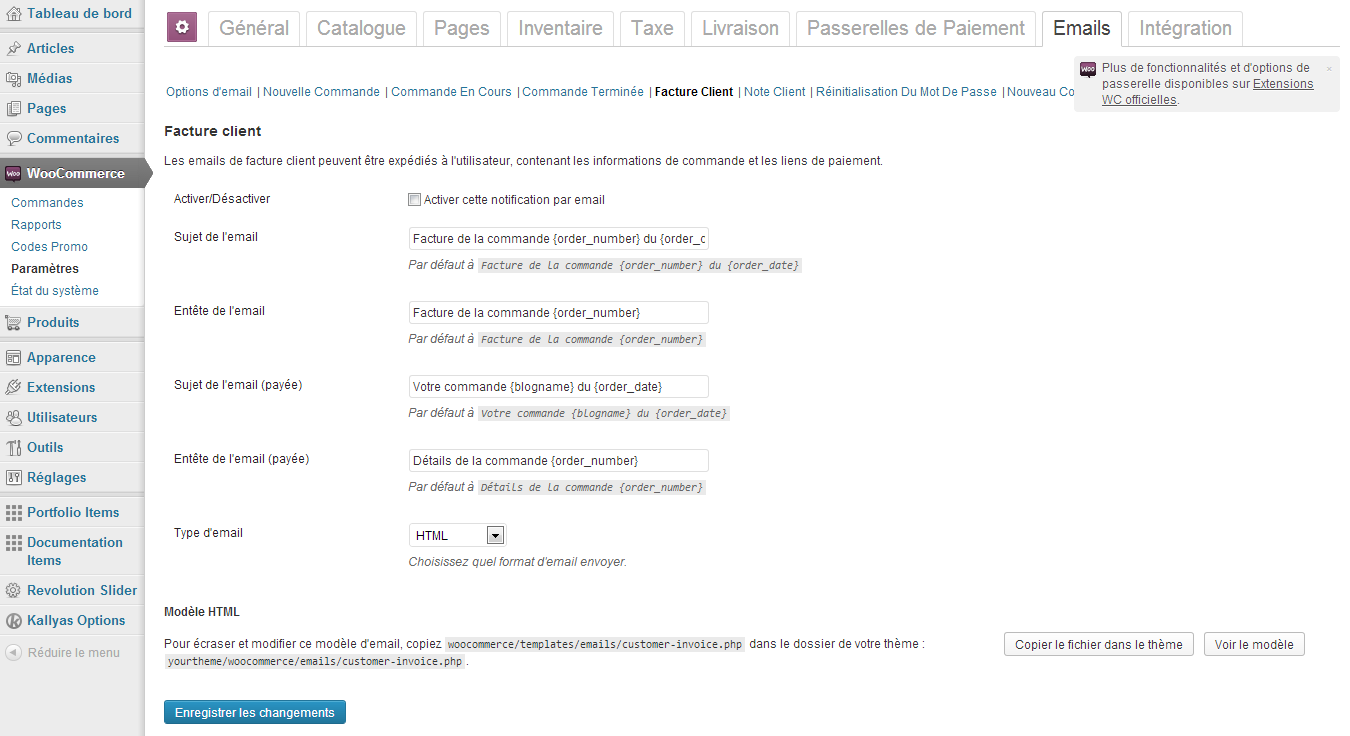 Tableau de bord
Articles
Médias
Pages
Commentaires
WooCommerce
Commandes
Rapports
Codes Promo
Paramètres
État du système
Produits
Apparence
Extensions
Utilisateurs
Outils
Réglages
Portfolio Items
Documentation
Items
Revolution Slider
Kallyas Options
Réduire le menu
Général
Catalogue
Pages
Inventaire
Taxe
Livraison
Passerelles de Paiement
Emails
Intégration
Woo
Plus de fonctionnalités et d'options de
passerelle disponibles sur Extensions
WC officielles.
×
Options d'email | Nouvelle Commande | Commande En Cours | Commande Terminée | Facture Client | Note Client | Réinitialisation Du Mot De Passe | Nouveau Co
Facture client
Les emails de facture client peuvent être expédiés à l'utilisateur, contenant les informations de commande et les liens de paiement.
Activer/Désactiver
Activer cette notification par email
Sujet de l'email
Facture de la commande {order_number} du {order_c
Par défaut à Facture de la commande {order_number} du {order_date}
Entête de l'email
Facture de la commande {order_number}
Par défaut à Facture de la commande {order_number}
Sujet de l'email (payée)
Votre commande {blogname} du {order_date}
Par défaut à Votre commande {blogname} du {order_date}
Entête de l'email (payée)
Détails de la commande {order_number}
Par défaut à Détails de la commande {order_number}
Type d'email
HTML
Choisissez quel format d'email envoyer.
Modèle HTML
Pour écraser et modifier ce modèle d'email, copiez woocommerce/templates/emails/customer-invoice.php dans le dossier de votre thème :
yourtheme/woocommerce/emails/customer-invoice.php.
Copier le fichier dans le thème
Voir le modèle
Enregistrer les changements